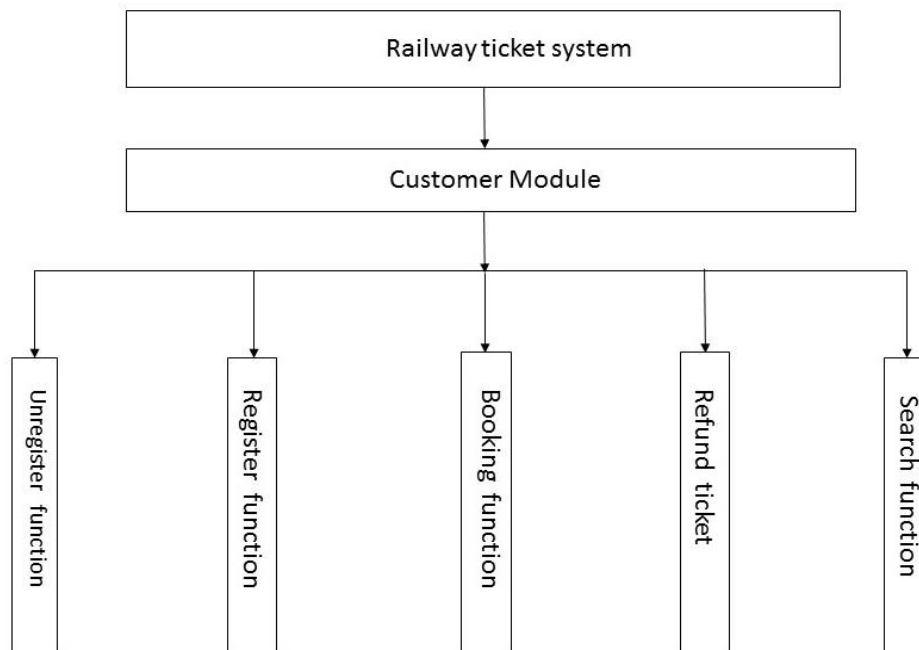 Railway ticket system
Customer Module
Unregister function
Register function
Booking function
Refund ticket
Search function